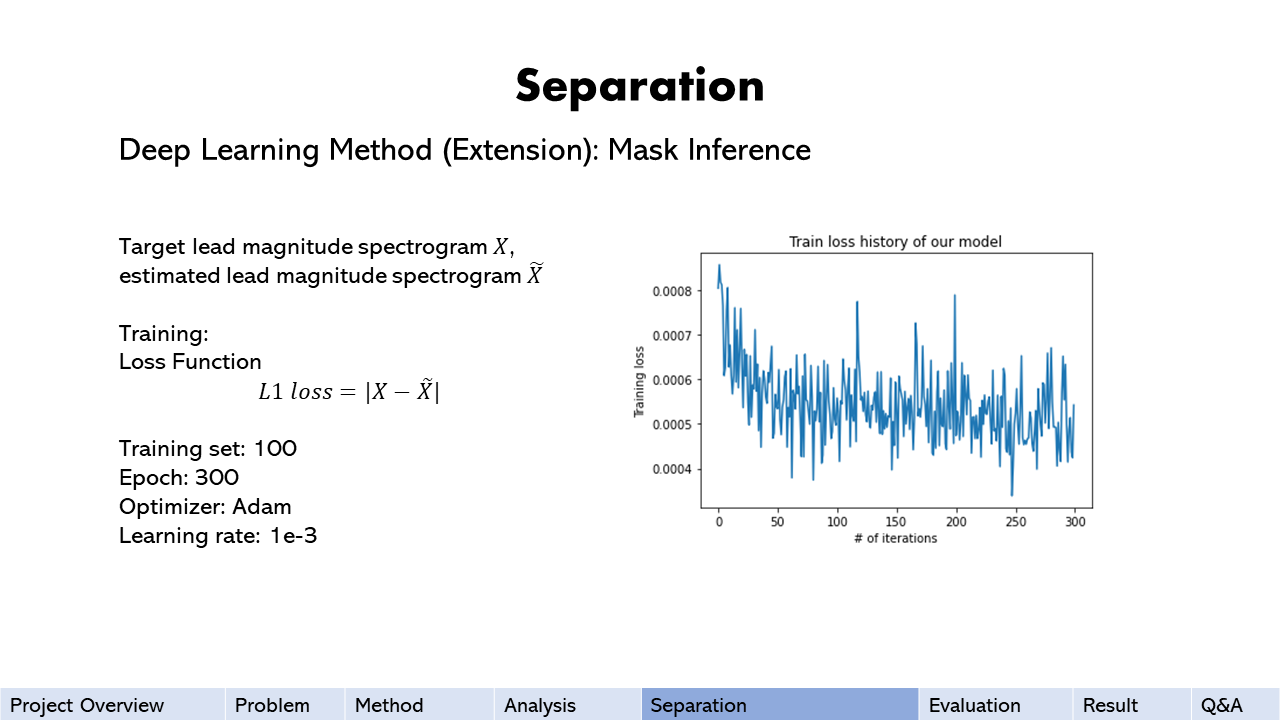 Separation
Deep Learning Method (Extension): Mask Inference
Target lead magnitude spectrogram X,
estimated lead magnitude spectrogram X̃
Training:
Loss Function
L1 loss = |X − X̃|
Training set: 100
Epoch: 300
Optimizer: Adam
Learning rate: 1e-3
Train loss history of our model
Training loss
0.0008
0.0007
0.0006
0.0005
0.0004
0 50 100 150 200 250 300
# of iterations
Project Overview Problem Method Analysis Separation Evaluation Result Q&A